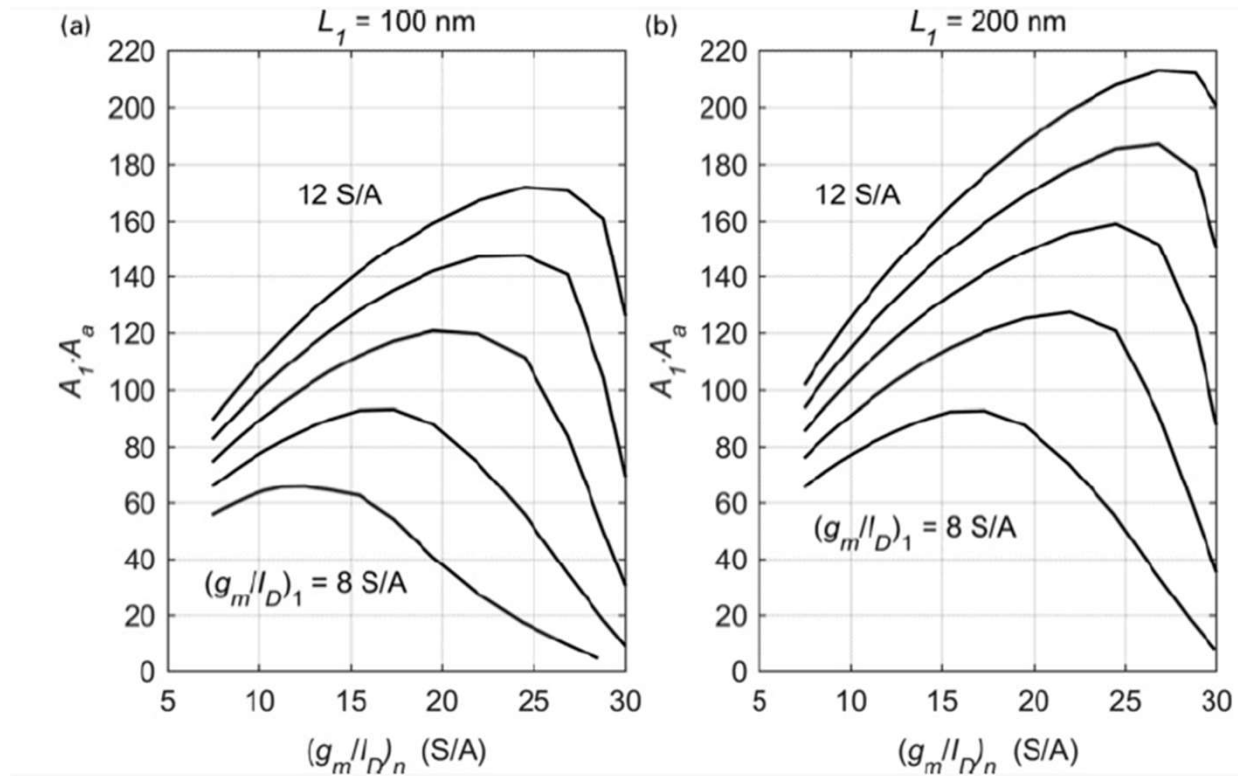 (a)
L1 = 100 nm
220
200
180
160
140
120
100
80
60
40
20
0
A1·Aa
12 S/A
(gm/ID)1 = 8 S/A
5 10 15 20 25 30
(gm/ID)n (S/A)
(b)
L1 = 200 nm
220
200
180
160
140
120
100
80
60
40
20
0
A1·Aa
12 S/A
(gm/ID)1 = 8 S/A
5 10 15 20 25 30
(gm/ID)n (S/A)